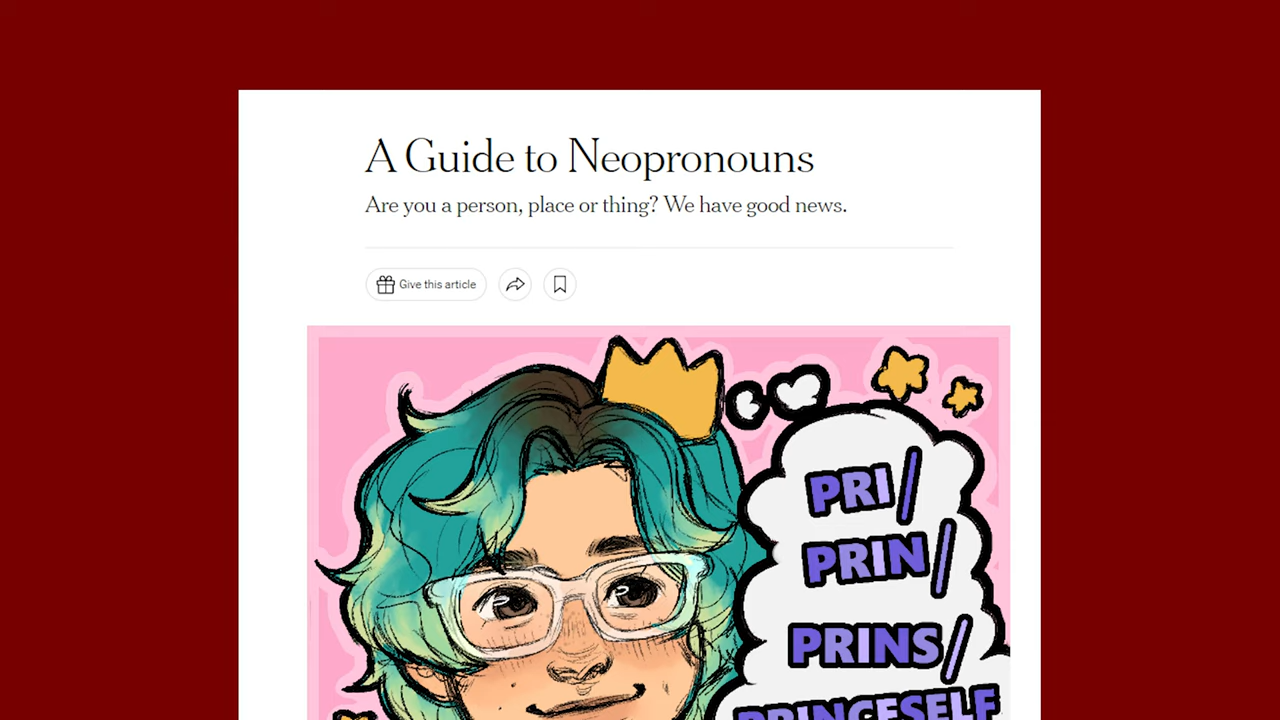 A Guide to Neopronouns
Are you a person, place or thing? We have good news.
Give this article
PRI/
PRIN/
PRINS/
PRINCESELF